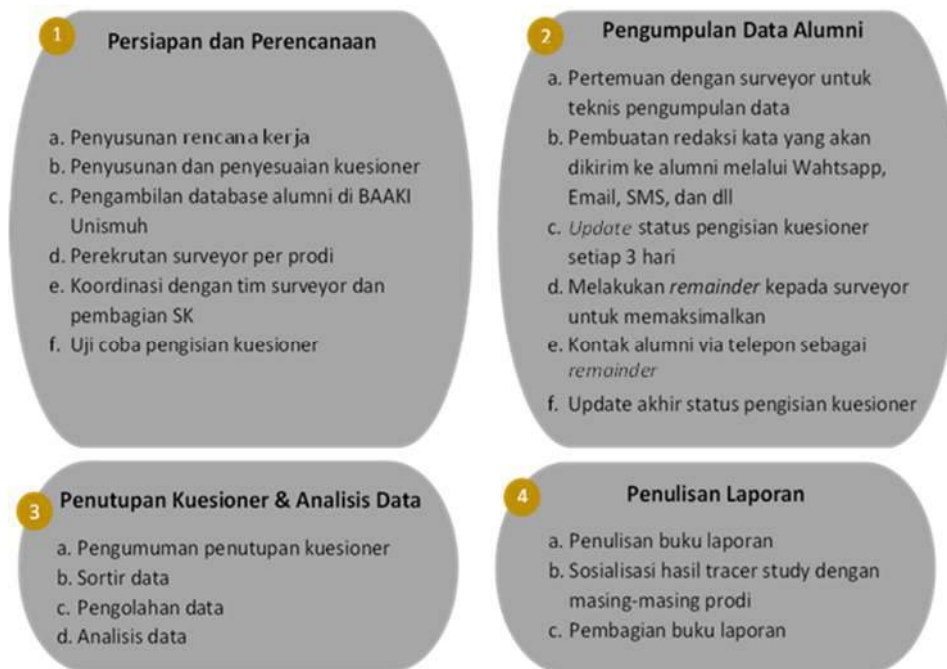 1
Persiapan dan Perencanaan
a. Penyusunan rencana kerja
b. Penyusunan dan penyesuaian kuesioner
c. Pengambilan database alumni di BAAKI
Unismuh
d. Perekrutan surveyor per prodi
e. Koordinasi dengan tim surveyor dan
pembagian SK
f. Uji coba pengisian kuesioner
2
Pengumpulan Data Alumni
a. Pertemuan dengan surveyor untuk
teknis pengumpulan data
b. Pembuatan redaksi kata yang akan
dikirim ke alumni melalui Wahtsapp,
Email, SMS, dan dll
c. Update status pengisian kuesioner
setiap 3 hari
d. Melakukan remainder kepada surveyor
untuk memaksimalkan
e. Kontak alumni via telepon sebagai
remainder
f. Update akhir status pengisian kuesioner
3
Penutupan Kuesioner & Analisis Data
a. Pengumuman penutupan kuesioner
b. Sortir data
c. Pengolahan data
d. Analisis data
4
Penulisan Laporan
a. Penulisan buku laporan
b. Sosialisasi hasil tracer study dengan
masing-masing prodi
c. Pembagian buku laporan